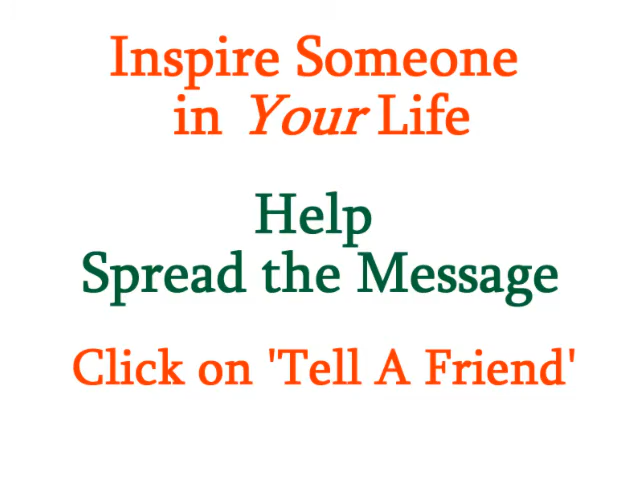 Inspire Someone
in Your Life
Help
Spread the Message
Click on 'Tell A Friend'